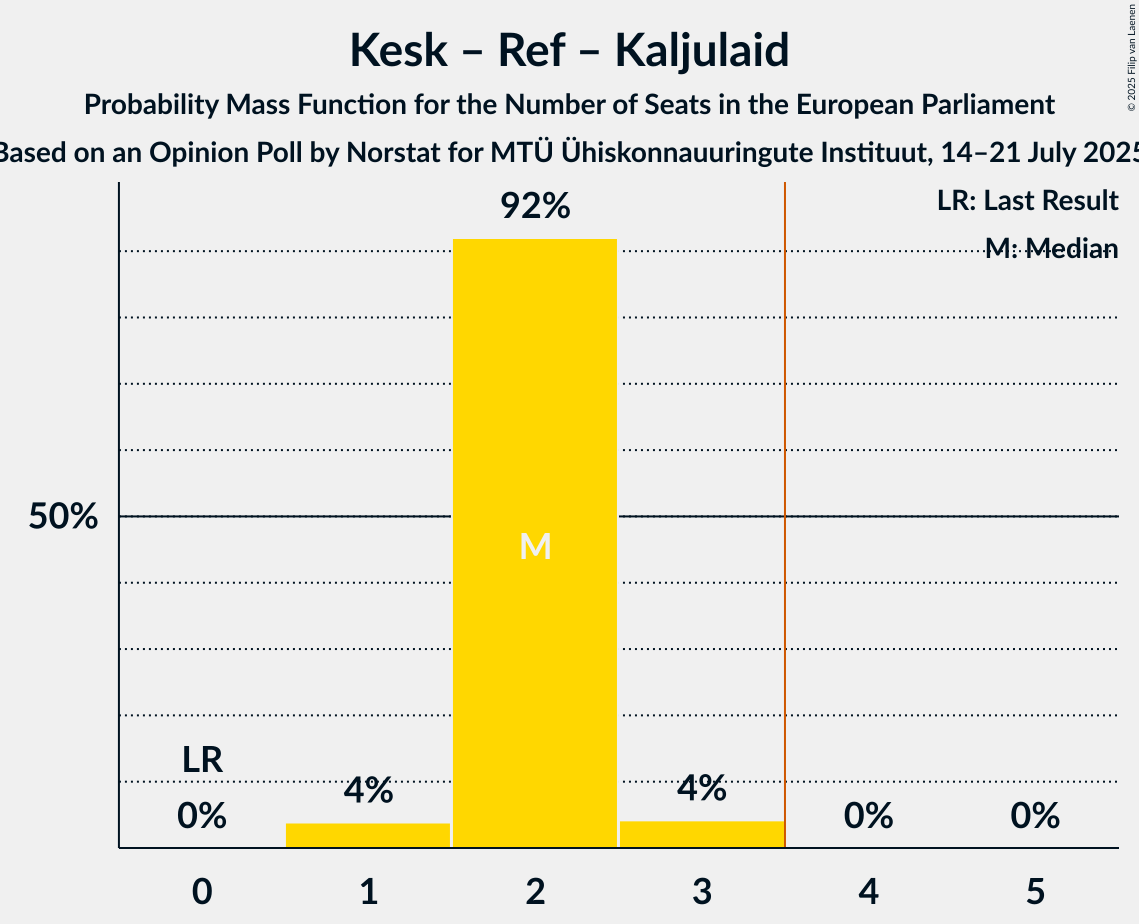 Kesk – Ref – Kaljulaid
Probability Mass Function for the Number of Seats in the European Parliament
Based on an Opinion Poll by Norstat for MTÜ Ühiskonnauuringute Instituut, 14–21 July 2025
© 2025 Filip van Laenen
LR: Last Result
M: Median
92%
50%
M
LR
0%
4%
4%
0%
0%
0
1
2
3
4
5